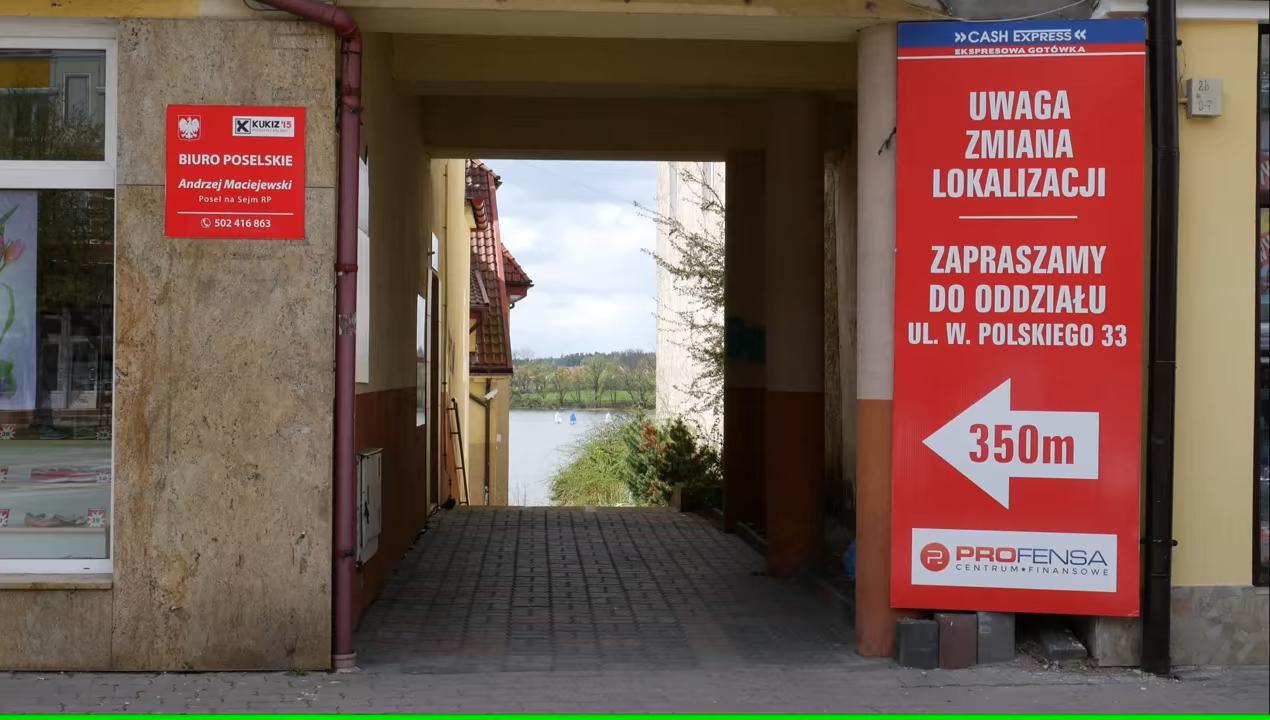 KUKIZ'15
BIURO POSELSKIE
Andrzej Maciejewski
Poseł na Sejm RP
502 416 863
CASH EXPRESS
EKSPRESOWA GOTÓWKA
UWAGA
ZMIANA
LOKALIZACJI
ZAPRASZAMY
DO ODDZIAŁU
UL. W. POLSKIEGO 33
350m
PROFENSA
CENTRUM FINANSOWE